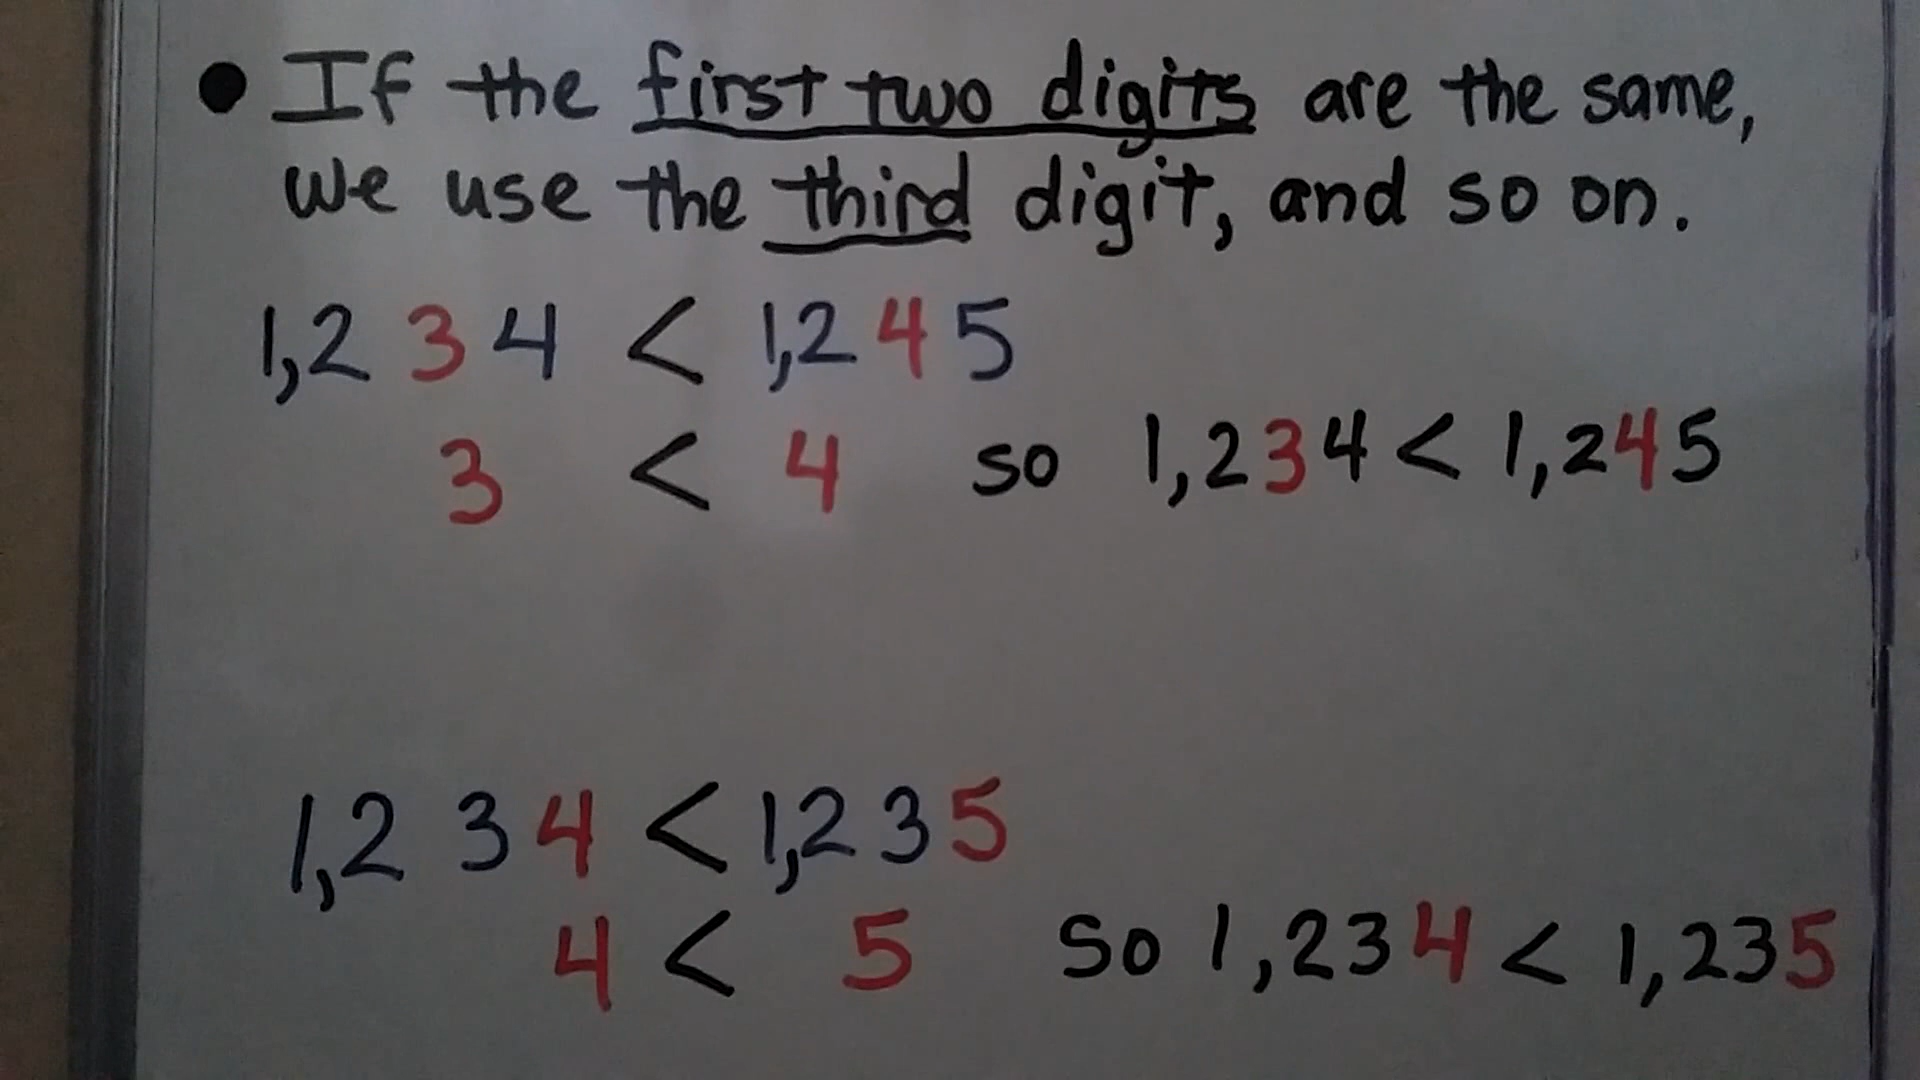 • If the first two digits are the same,
we use the third digit, and so on.
1,234 < 1,245
3 < 4 so 1,234 < 1,245
1,234 < 1,235
4 < 5 so 1,234 < 1,235